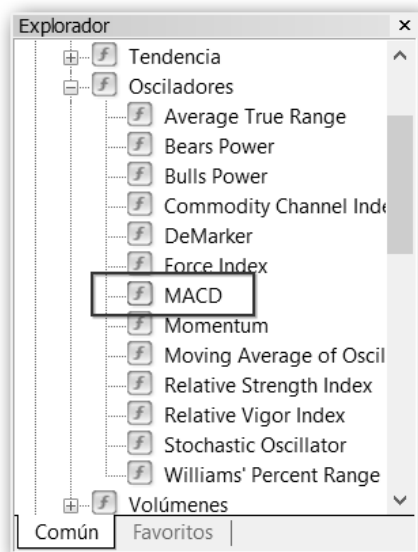 Explorador
Tendencia
Osciladores
Average True Range
Bears Power
Bulls Power
Commodity Channel Inde
DeMarker
Force Index
MACD
Momentum
Moving Average of Oscil
Relative Strength Index
Relative Vigor Index
Stochastic Oscillator
Williams' Percent Range
Volúmenes
Común Favoritos